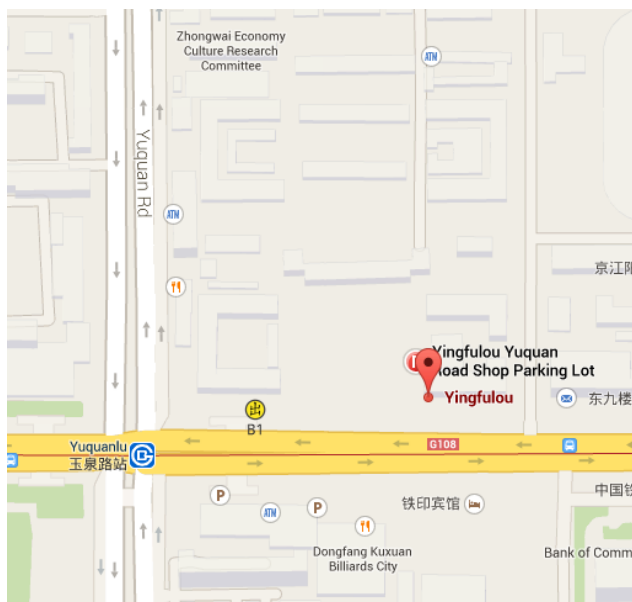 Zhongwai Economy
Culture Research
Committee
ATM
Yuquan Rd
ATM
京江阳
Yingfulou Yuquan
Road Shop Parking Lot
Yingfulou
东九楼
B1
G108
Yuquanlu
玉泉路站
P
ATM
P
铁印宾馆
中国铁
Dongfang Kuxuan
Billiards City
Bank of Comm